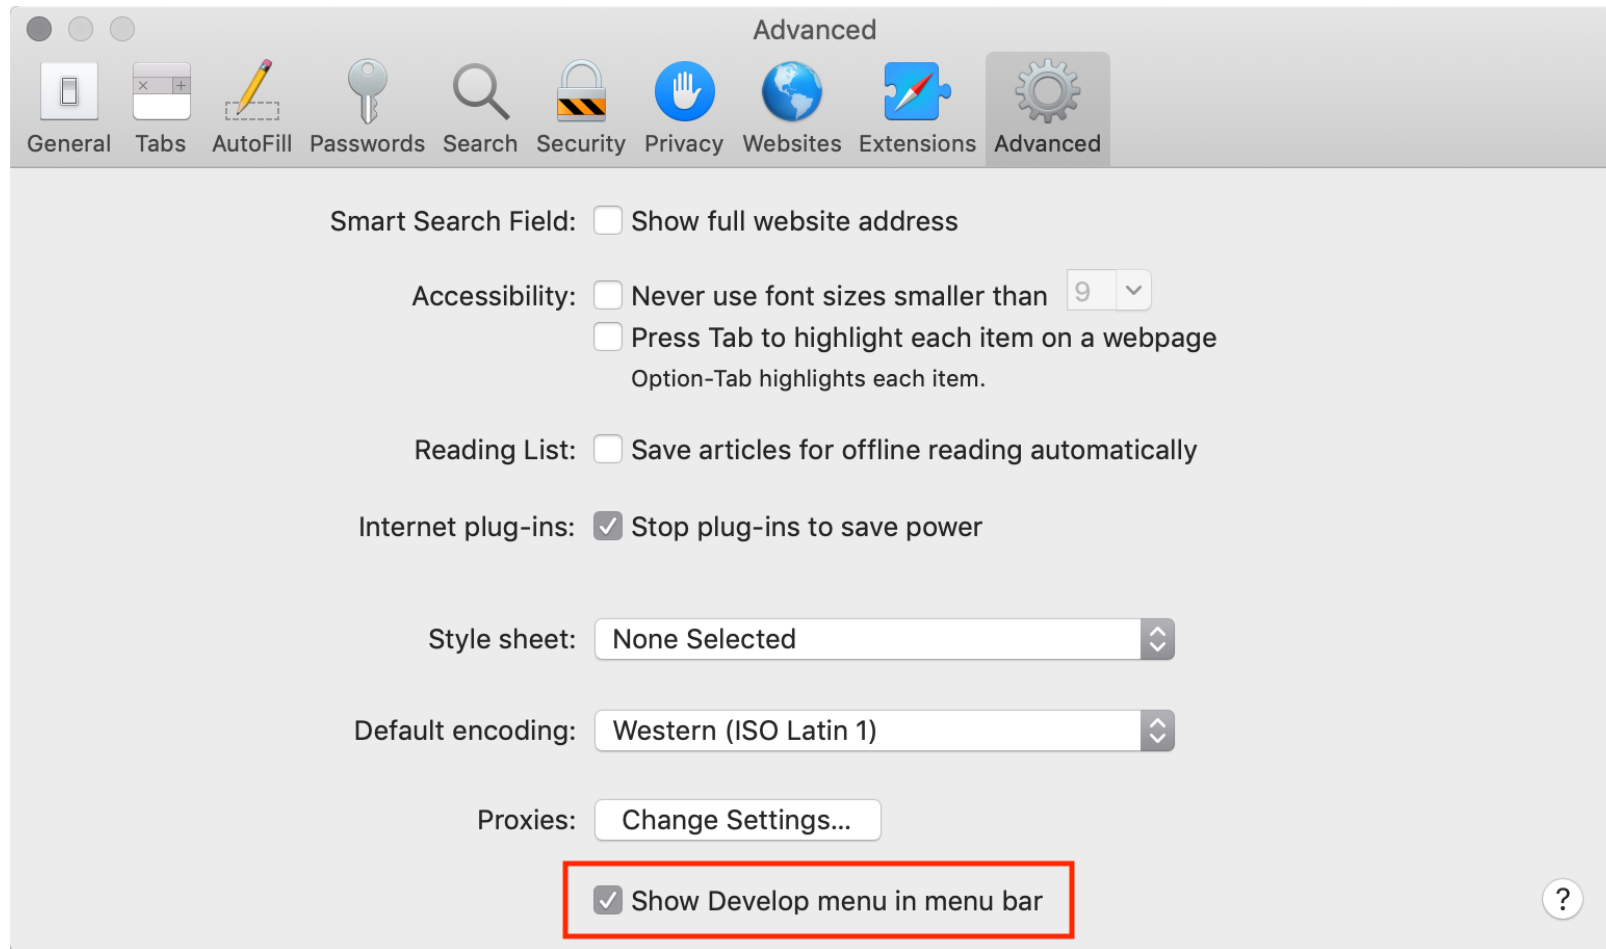 Advanced
General Tabs AutoFill Passwords Search Security Privacy Websites Extensions Advanced
Smart Search Field: Show full website address
Accessibility: Never use font sizes smaller than 9
Press Tab to highlight each item on a webpage
Option-Tab highlights each item.
Reading List: Save articles for offline reading automatically
Internet plug-ins: Stop plug-ins to save power
Style sheet: None Selected
Default encoding: Western (ISO Latin 1)
Proxies: Change Settings...
Show Develop menu in menu bar
?